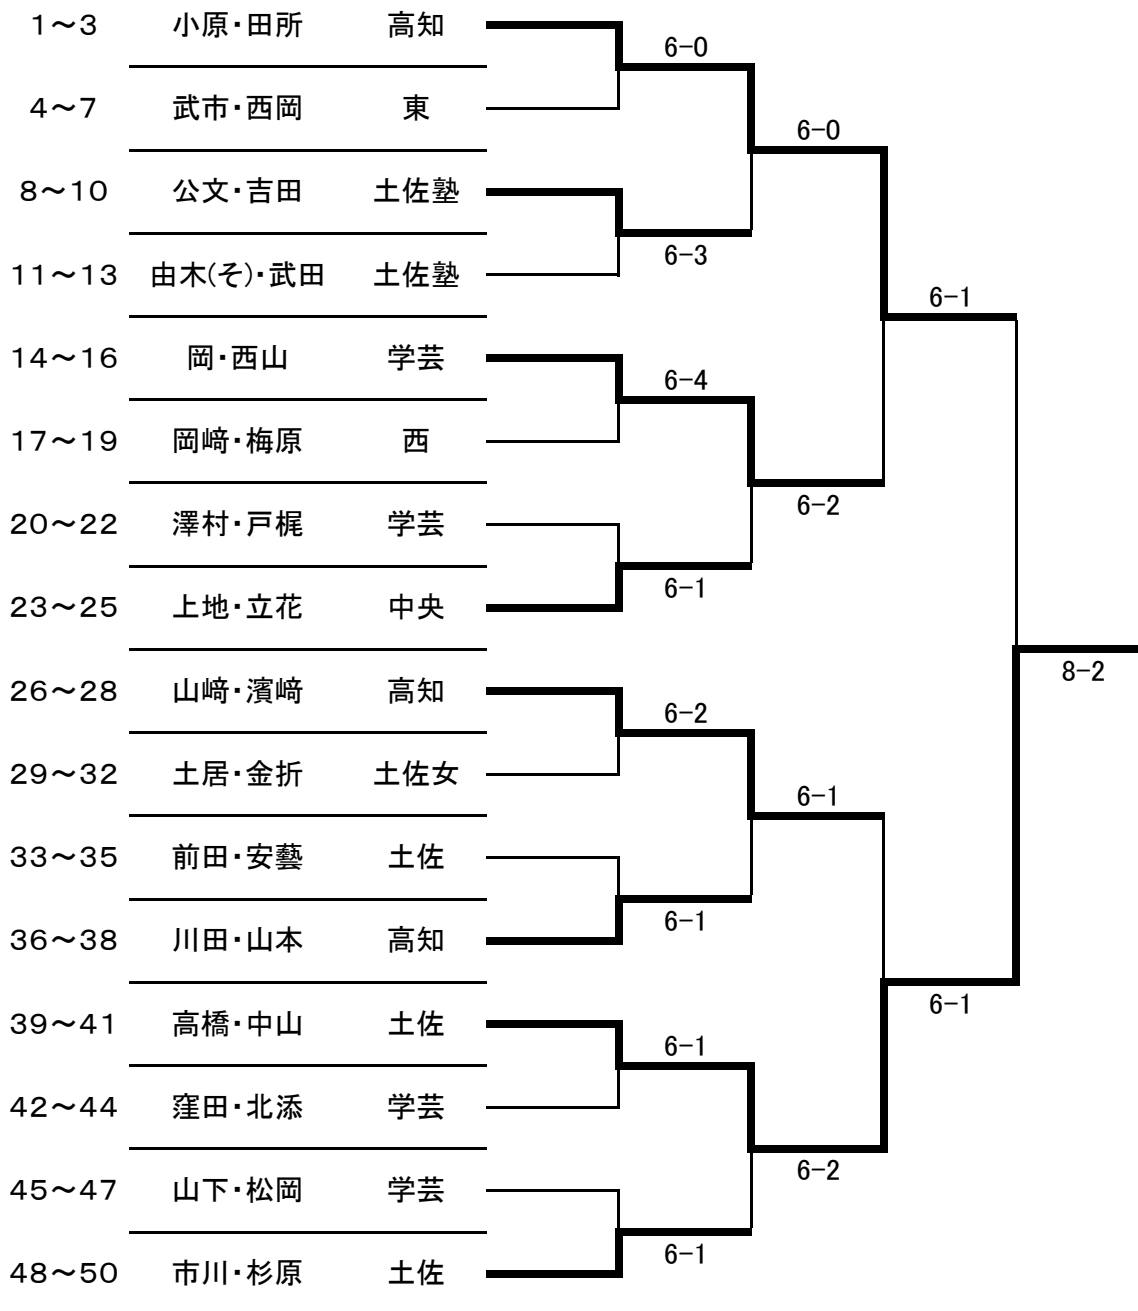 1～3 小原・田所 高知
6-0
4～7 武市・西岡 東
6-0
8～10 公文・吉田 土佐塾
6-3
11～13 由木(そ)・武田 土佐塾
6-1
14～16 岡・西山 学芸
6-4
17～19 岡﨑・梅原 西
6-2
20～22 澤村・戸梶 学芸
6-1
23～25 上地・立花 中央
8-2
26～28 山﨑・濱﨑 高知
6-2
29～32 土居・金折 土佐女
6-1
33～35 前田・安藝 土佐
6-1
36～38 川田・山本 高知
6-1
39～41 高橋・中山 土佐
6-1
42～44 窪田・北添 学芸
6-2
45～47 山下・松岡 学芸
6-1
48～50 市川・杉原 土佐